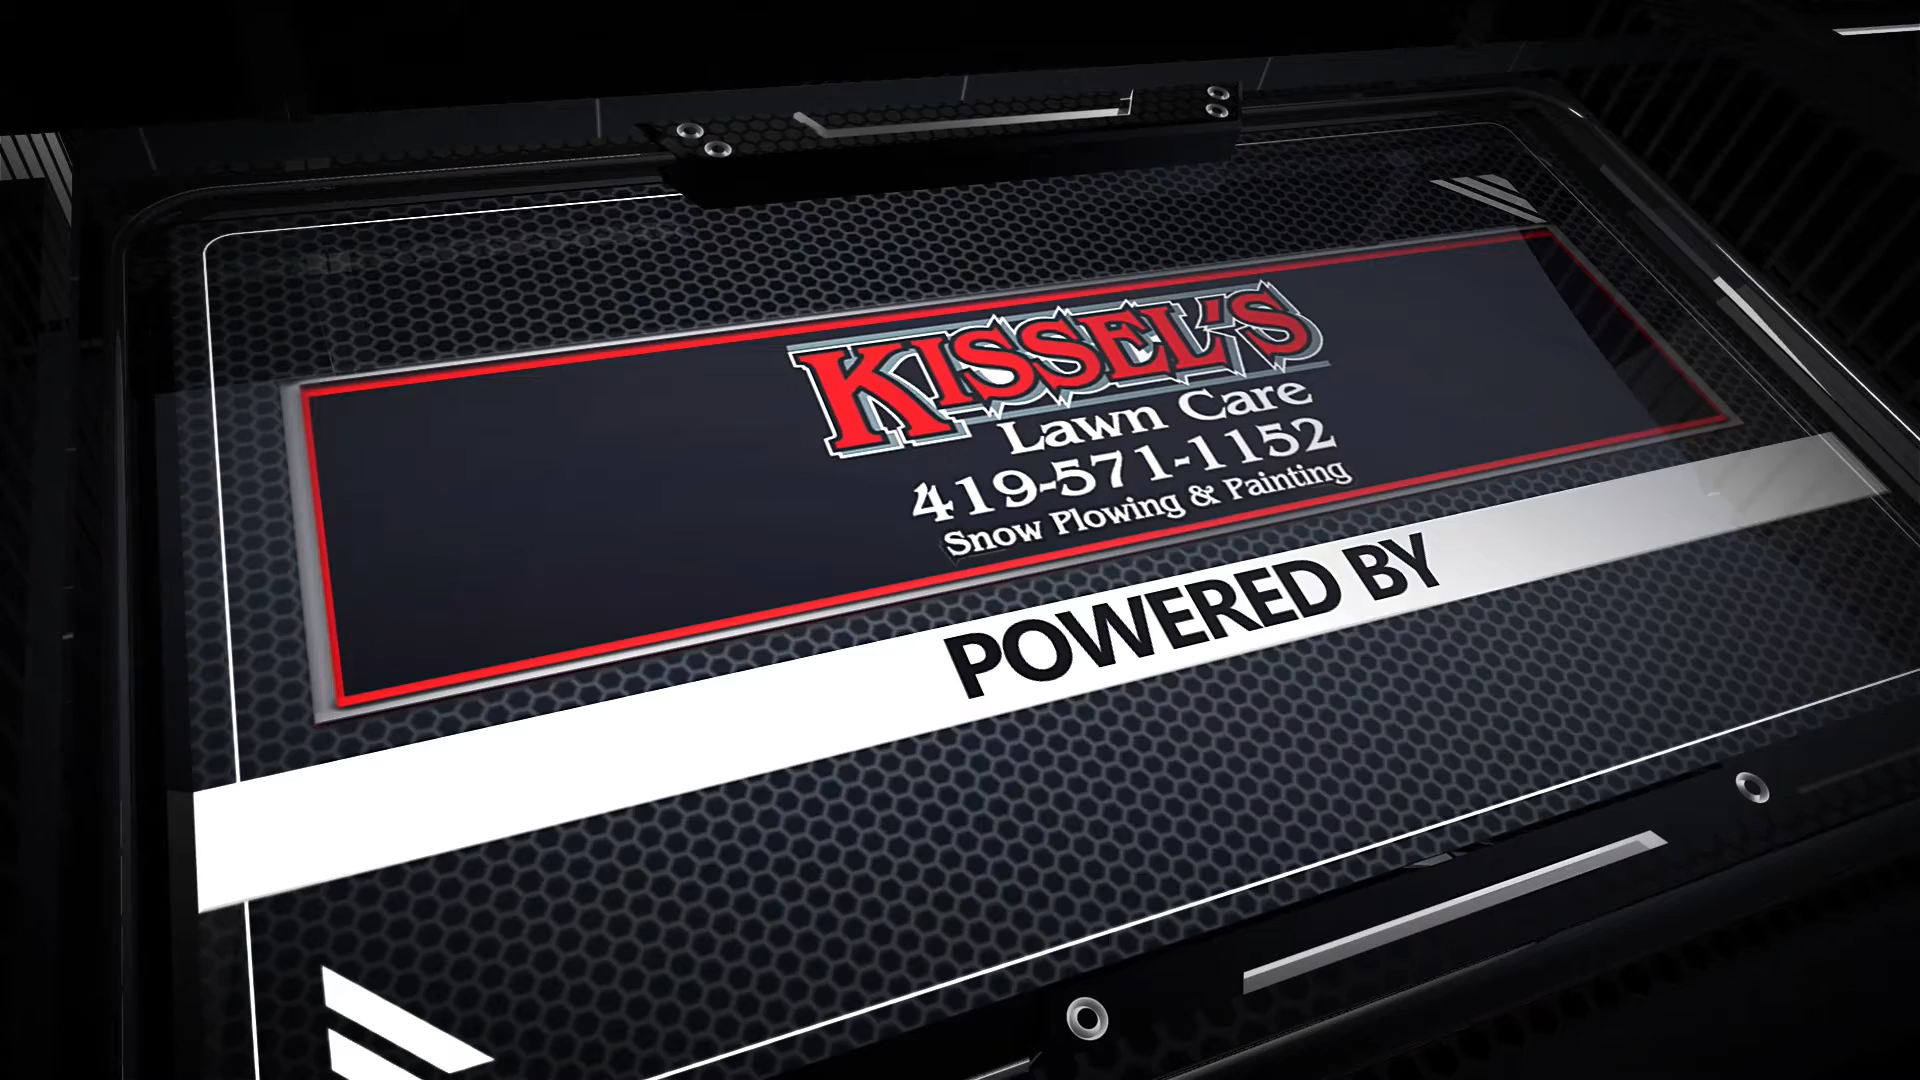 KISSEL'S
Lawn Care
419-571-1152
Snow Plowing & Painting
POWERED BY